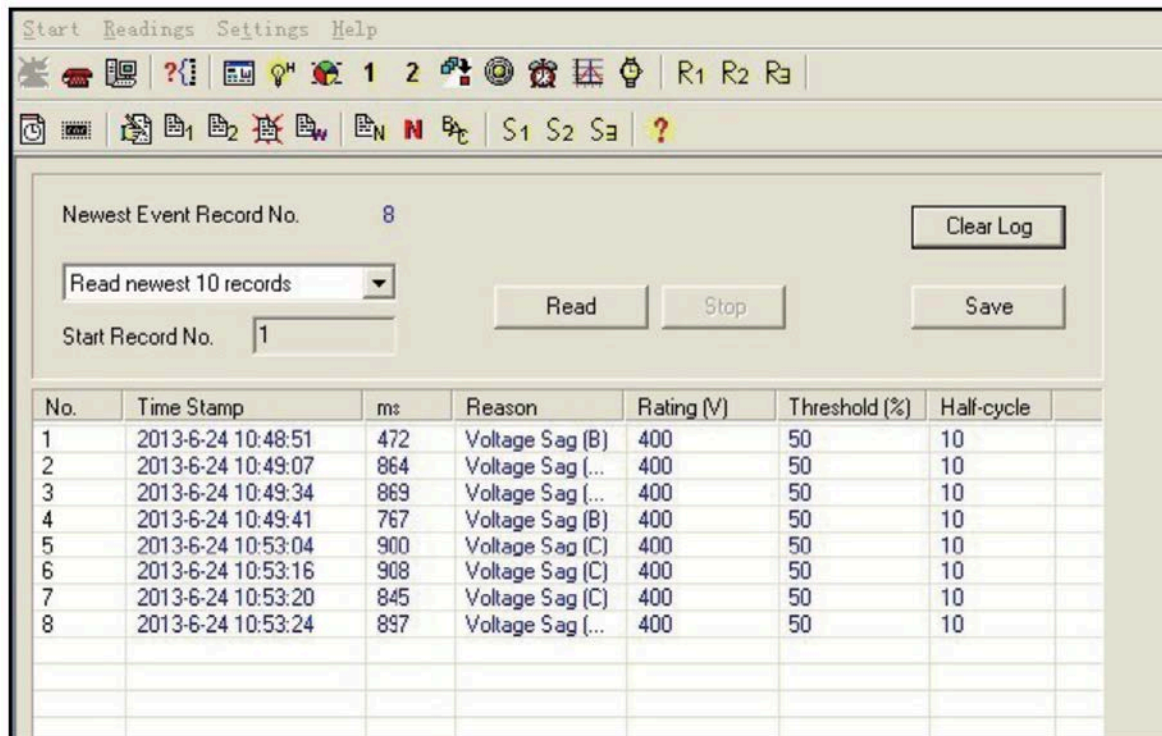 Start Readings Settings Help
?{ H 1 2 R1 R2 R3
1 2 W N N BAC S1 S2 S3 ?
Newest Event Record No. 8 Clear Log
Read newest 10 records
Read Stop Save
Start Record No. 1
No. Time Stamp ms Reason Rating (V) Threshold (%) Half-cycle
1 2013-6-24 10:48:51 472 Voltage Sag (B) 400 50 10
2 2013-6-24 10:49:07 864 Voltage Sag (... 400 50 10
3 2013-6-24 10:49:34 869 Voltage Sag (... 400 50 10
4 2013-6-24 10:49:41 767 Voltage Sag (B) 400 50 10
5 2013-6-24 10:53:04 900 Voltage Sag (C) 400 50 10
6 2013-6-24 10:53:16 908 Voltage Sag (C) 400 50 10
7 2013-6-24 10:53:20 845 Voltage Sag (C) 400 50 10
8 2013-6-24 10:53:24 897 Voltage Sag (... 400 50 10